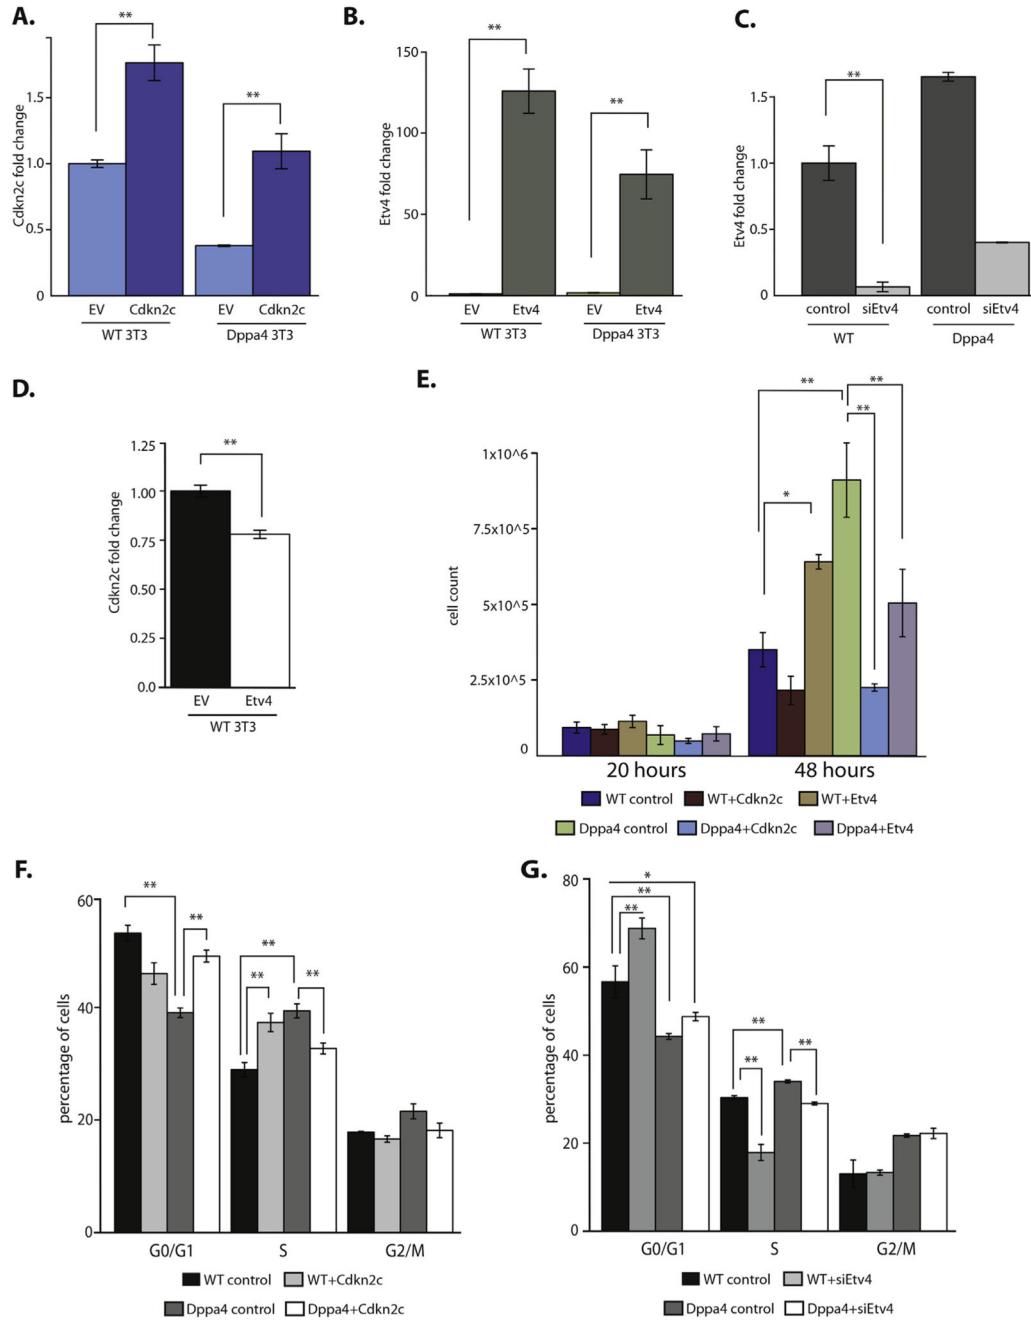 A.
**
**
Cdkn2c fold change
1.5
1.0
0.5
0
EV Cdkn2c EV Cdkn2c
WT 3T3 Dppa4 3T3
B.
**
**
Etv4 fold change
150
100
50
0
EV Etv4 EV Etv4
WT 3T3 Dppa4 3T3
C.
**
Etv4 fold change
1.5
1.0
0.5
0
control siEtv4 control siEtv4
WT Dppa4
D.
**
Cdkn2c fold change
1.25
1.00
0.75
0.50
0.25
0.0
EV Etv4
WT 3T3
E.
** **
**
*
cell count
1x10^6
7.5x10^5
5x10^5
2.5x10^5
0
20 hours 48 hours
WT control WT+Cdkn2c WT+Etv4
Dppa4 control Dppa4+Cdkn2c Dppa4+Etv4
F.
**
**
**
** **
percentage of cells
60
40
20
0
G0/G1 S G2/M
WT control WT+Cdkn2c
Dppa4 control Dppa4+Cdkn2c
G.
*
**
**
**
** **
percentage of cells
80
60
40
20
0
G0/G1 S G2/M
WT control WT+siEtv4
Dppa4 control Dppa4+siEtv4